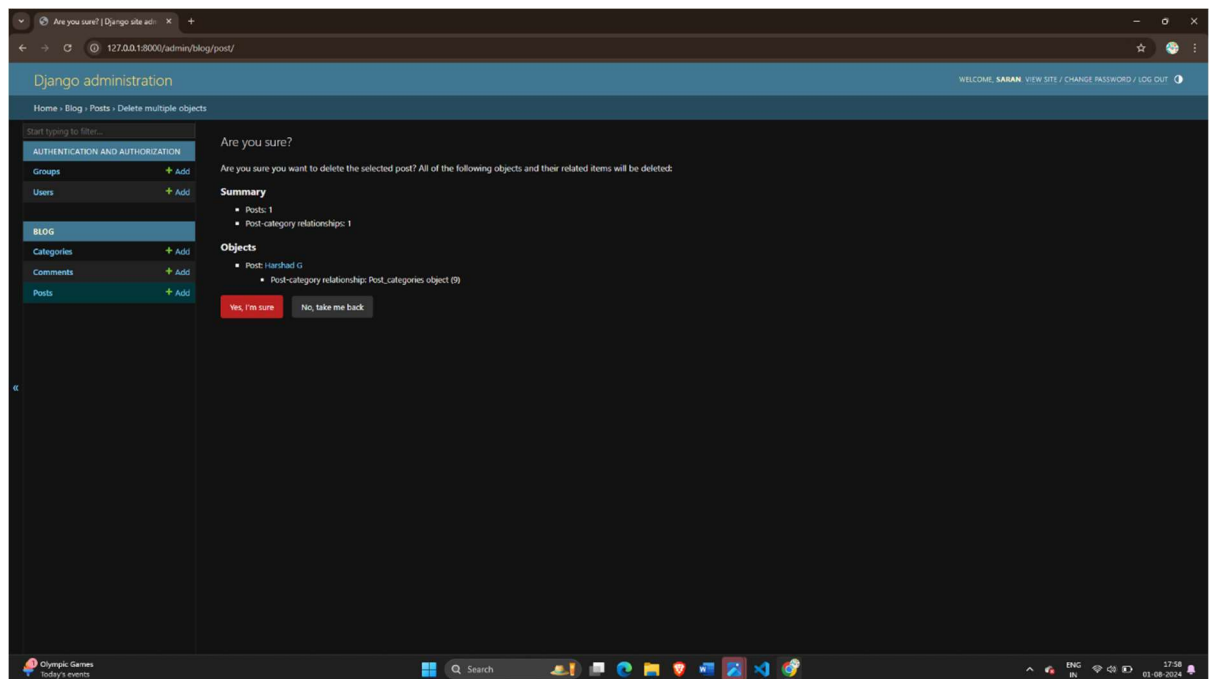 Are you sure? | Django site adm
127.0.0.1:8000/admin/blog/post/
Django administration
WELCOME, SARAN. VIEW SITE / CHANGE PASSWORD / LOG OUT
Home › Blog › Posts › Delete multiple objects
Start typing to filter...
AUTHENTICATION AND AUTHORIZATION
Groups + Add
Users + Add
BLOG
Categories + Add
Comments + Add
Posts + Add
«
Are you sure?
Are you sure you want to delete the selected post? All of the following objects and their related items will be deleted:
Summary
Posts: 1
Post-category relationships: 1
Objects
Post: Harshad G
Post-category relationship: Post_categories object (9)
Yes, I'm sure No, take me back
1
Olympic Games
Today's events
Search
ENG
IN
17:58
01-08-2024